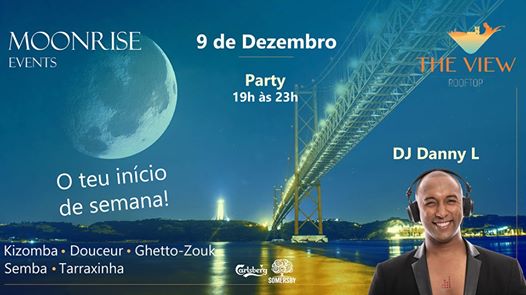 MOONRISE
EVENTS
9 de Dezembro
Party
19h às 23h
THE VIEW
ROOFTOP
DJ Danny L
O teu início
de semana!
Kizomba • Douceur • Ghetto-Zouk
Semba • Tarraxinha
Carlsberg
SOMERSBY